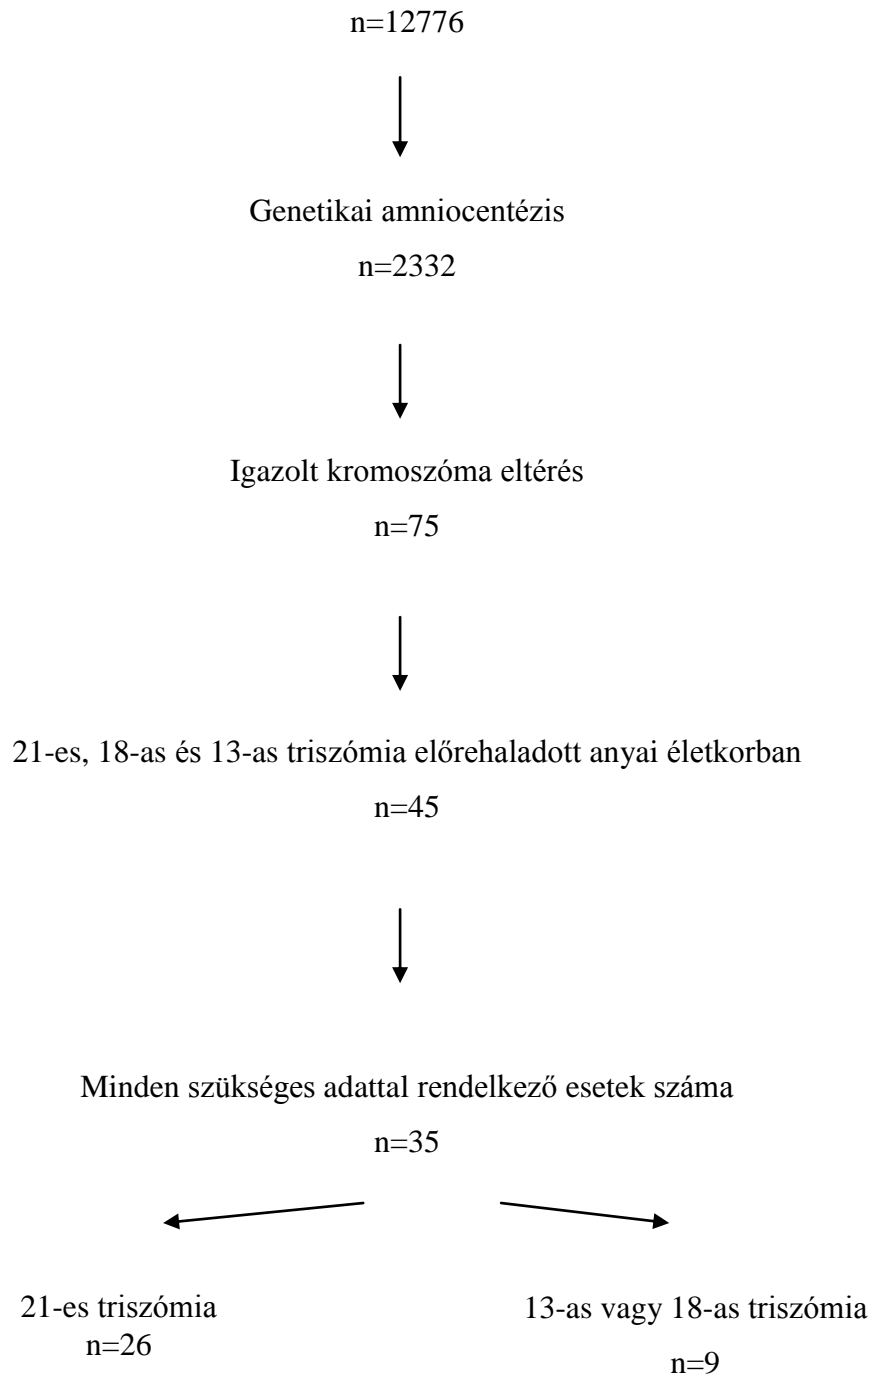 n=12776
Genetikai amniocentézis
n=2332
Igazolt kromoszóma eltérés
n=75
21-es, 18-as és 13-as triszómia előrehaladott anyai életkorban
n=45
Minden szükséges adattal rendelkező esetek száma
n=35
21-es triszómia
n=26
13-as vagy 18-as triszómia
n=9